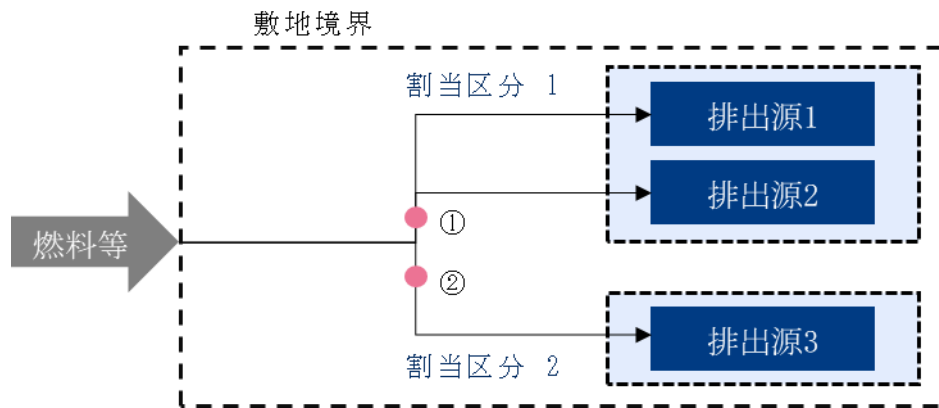 敷地境界
割当区分 1
排出源1
排出源2
①
燃料等
②
排出源3
割当区分 2